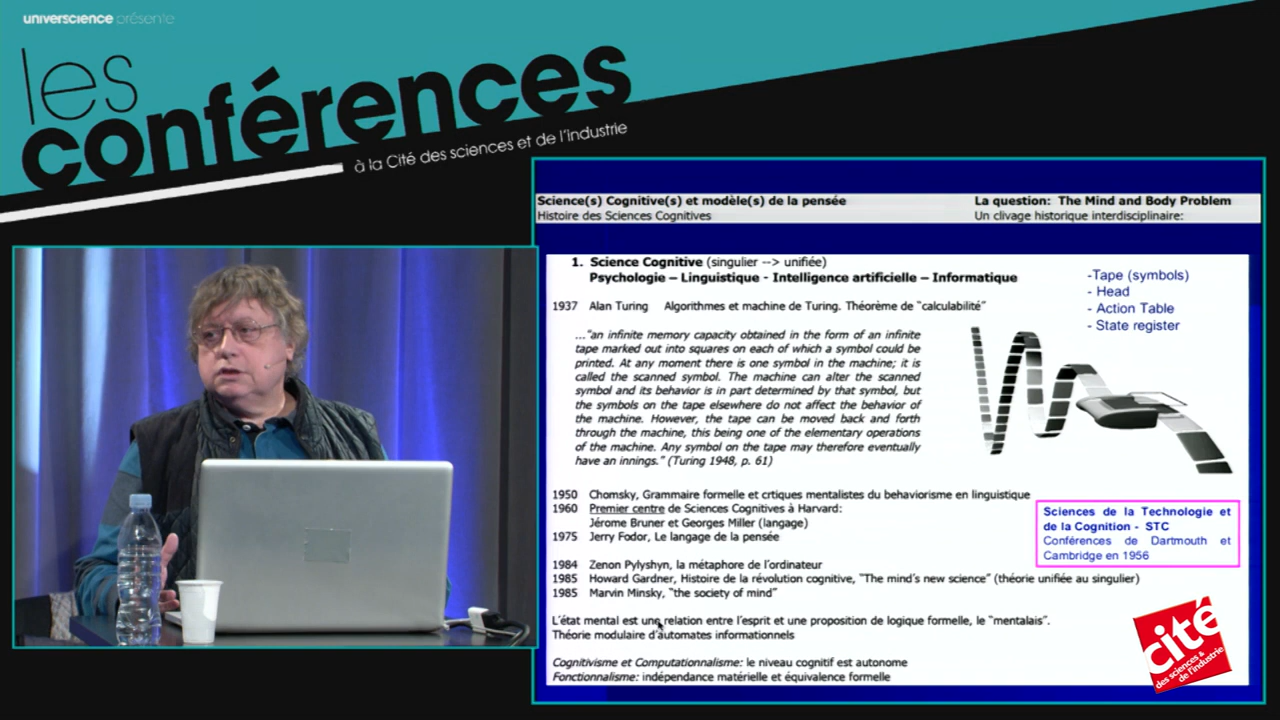 universcience présente
les
conférences
à la Cité des sciences et de l'industrie
Science(s) Cognitive(s) et modèle(s) de la pensée
La question: The Mind and Body Problem
Histoire des Sciences Cognitives
Un clivage historique interdisciplinaire:
1. Science Cognitive (singulier --> unifiée)
Psychologie – Linguistique - Intelligence artificielle – Informatique
-Tape (symbols)
- Head
- Action Table
- State register
1937 Alan Turing Algorithmes et machine de Turing. Théorème de "calculabilité"
..."an infinite memory capacity obtained in the form of an infinite
tape marked out into squares on each of which a symbol could be
printed. At any moment there is one symbol in the machine; it is
called the scanned symbol. The machine can alter the scanned
symbol and its behavior is in part determined by that symbol, but
the symbols on the tape elsewhere do not affect the behavior of
the machine. However, the tape can be moved back and forth
through the machine, this being one of the elementary operations
of the machine. Any symbol on the tape may therefore eventually
have an innings." (Turing 1948, p. 61)
1950 Chomsky, Grammaire formelle et crtiques mentalistes du behaviorisme en linguistique
1960 Premier centre de Sciences Cognitives à Harvard:
Jérome Bruner et Georges Miller (langage)
1975 Jerry Fodor, Le langage de la pensée
Sciences de la Technologie et
de la Cognition - STC
Conférences de Dartmouth et
Cambridge en 1956
1984 Zenon Pylyshyn, la métaphore de l'ordinateur
1985 Howard Gardner, Histoire de la révolution cognitive, "The mind's new science" (théorie unifiée au singulier)
1985 Marvin Minsky, "the society of mind"
L'état mental est une relation entre l'esprit et une proposition de logique formelle, le "mentalais".
Théorie modulaire d'automates informationnels
Cognitivisme et Computationnalisme: le niveau cognitif est autonome
Fonctionnalisme: indépendance matérielle et équivalence formelle
cité
des sciences &
de l'industrie